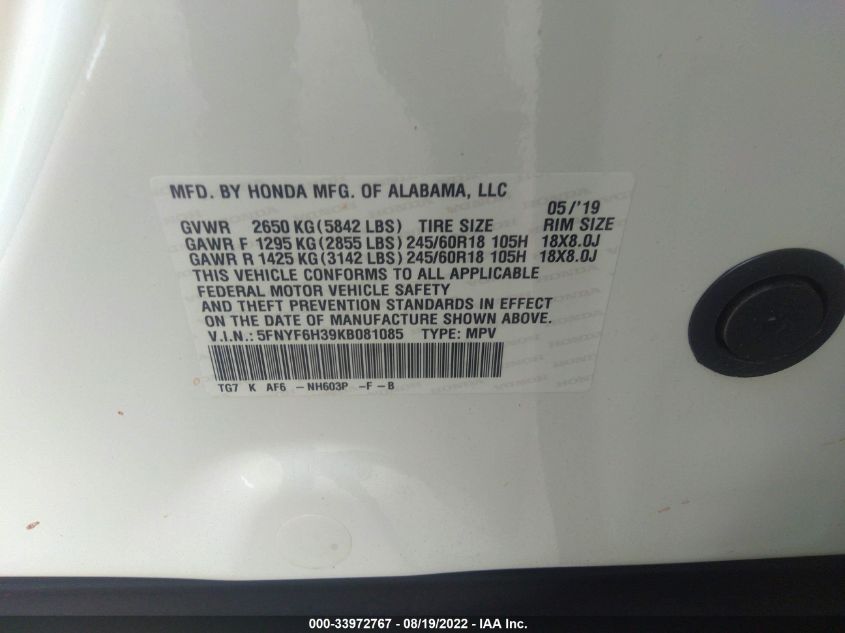 MFD. BY HONDA MFG. OF ALABAMA, LLC
05/'19
GVWR 2650 KG (5842 LBS) TIRE SIZE RIM SIZE
GAWR F 1295 KG (2855 LBS) 245/60R18 105H 18X8.0J
GAWR R 1425 KG (3142 LBS) 245/60R18 105H 18X8.0J
THIS VEHICLE CONFORMS TO ALL APPLICABLE
FEDERAL MOTOR VEHICLE SAFETY
AND THEFT PREVENTION STANDARDS IN EFFECT
ON THE DATE OF MANUFACTURE SHOWN ABOVE.
V.I.N.: 5FNYF6H39KB081085 TYPE: MPV
TG7 K AF6 -NH603P -F-B
000-33972767 - 08/19/2022 - IAA Inc.